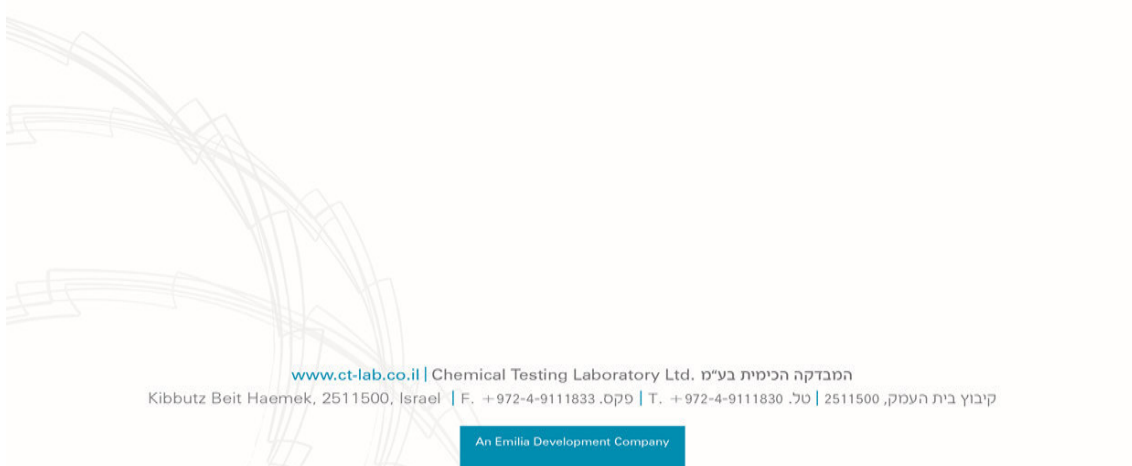 www.ct-lab.co.il | Chemical Testing Laboratory Ltd. המבדקה הכימית בע"מ
Kibbutz Beit Haemek, 2511500, Israel | F. +972-4-9111833 .פקס | T. +972-4-9111830 .טל | 2511500 ,קיבוץ בית העמק
An Emilia Development Company